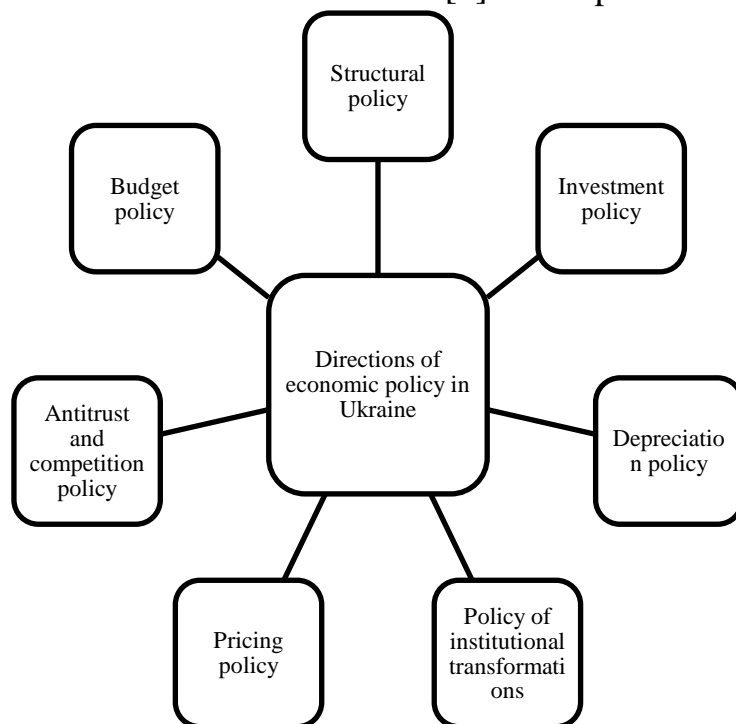 [ ]
Structural
policy
Budget
policy
Investment
policy
Directions of
economic policy in
Ukraine
Antitrust
and
competition
policy
Depreciatio
n policy
Pricing
policy
Policy of
institutional
transformati
ons